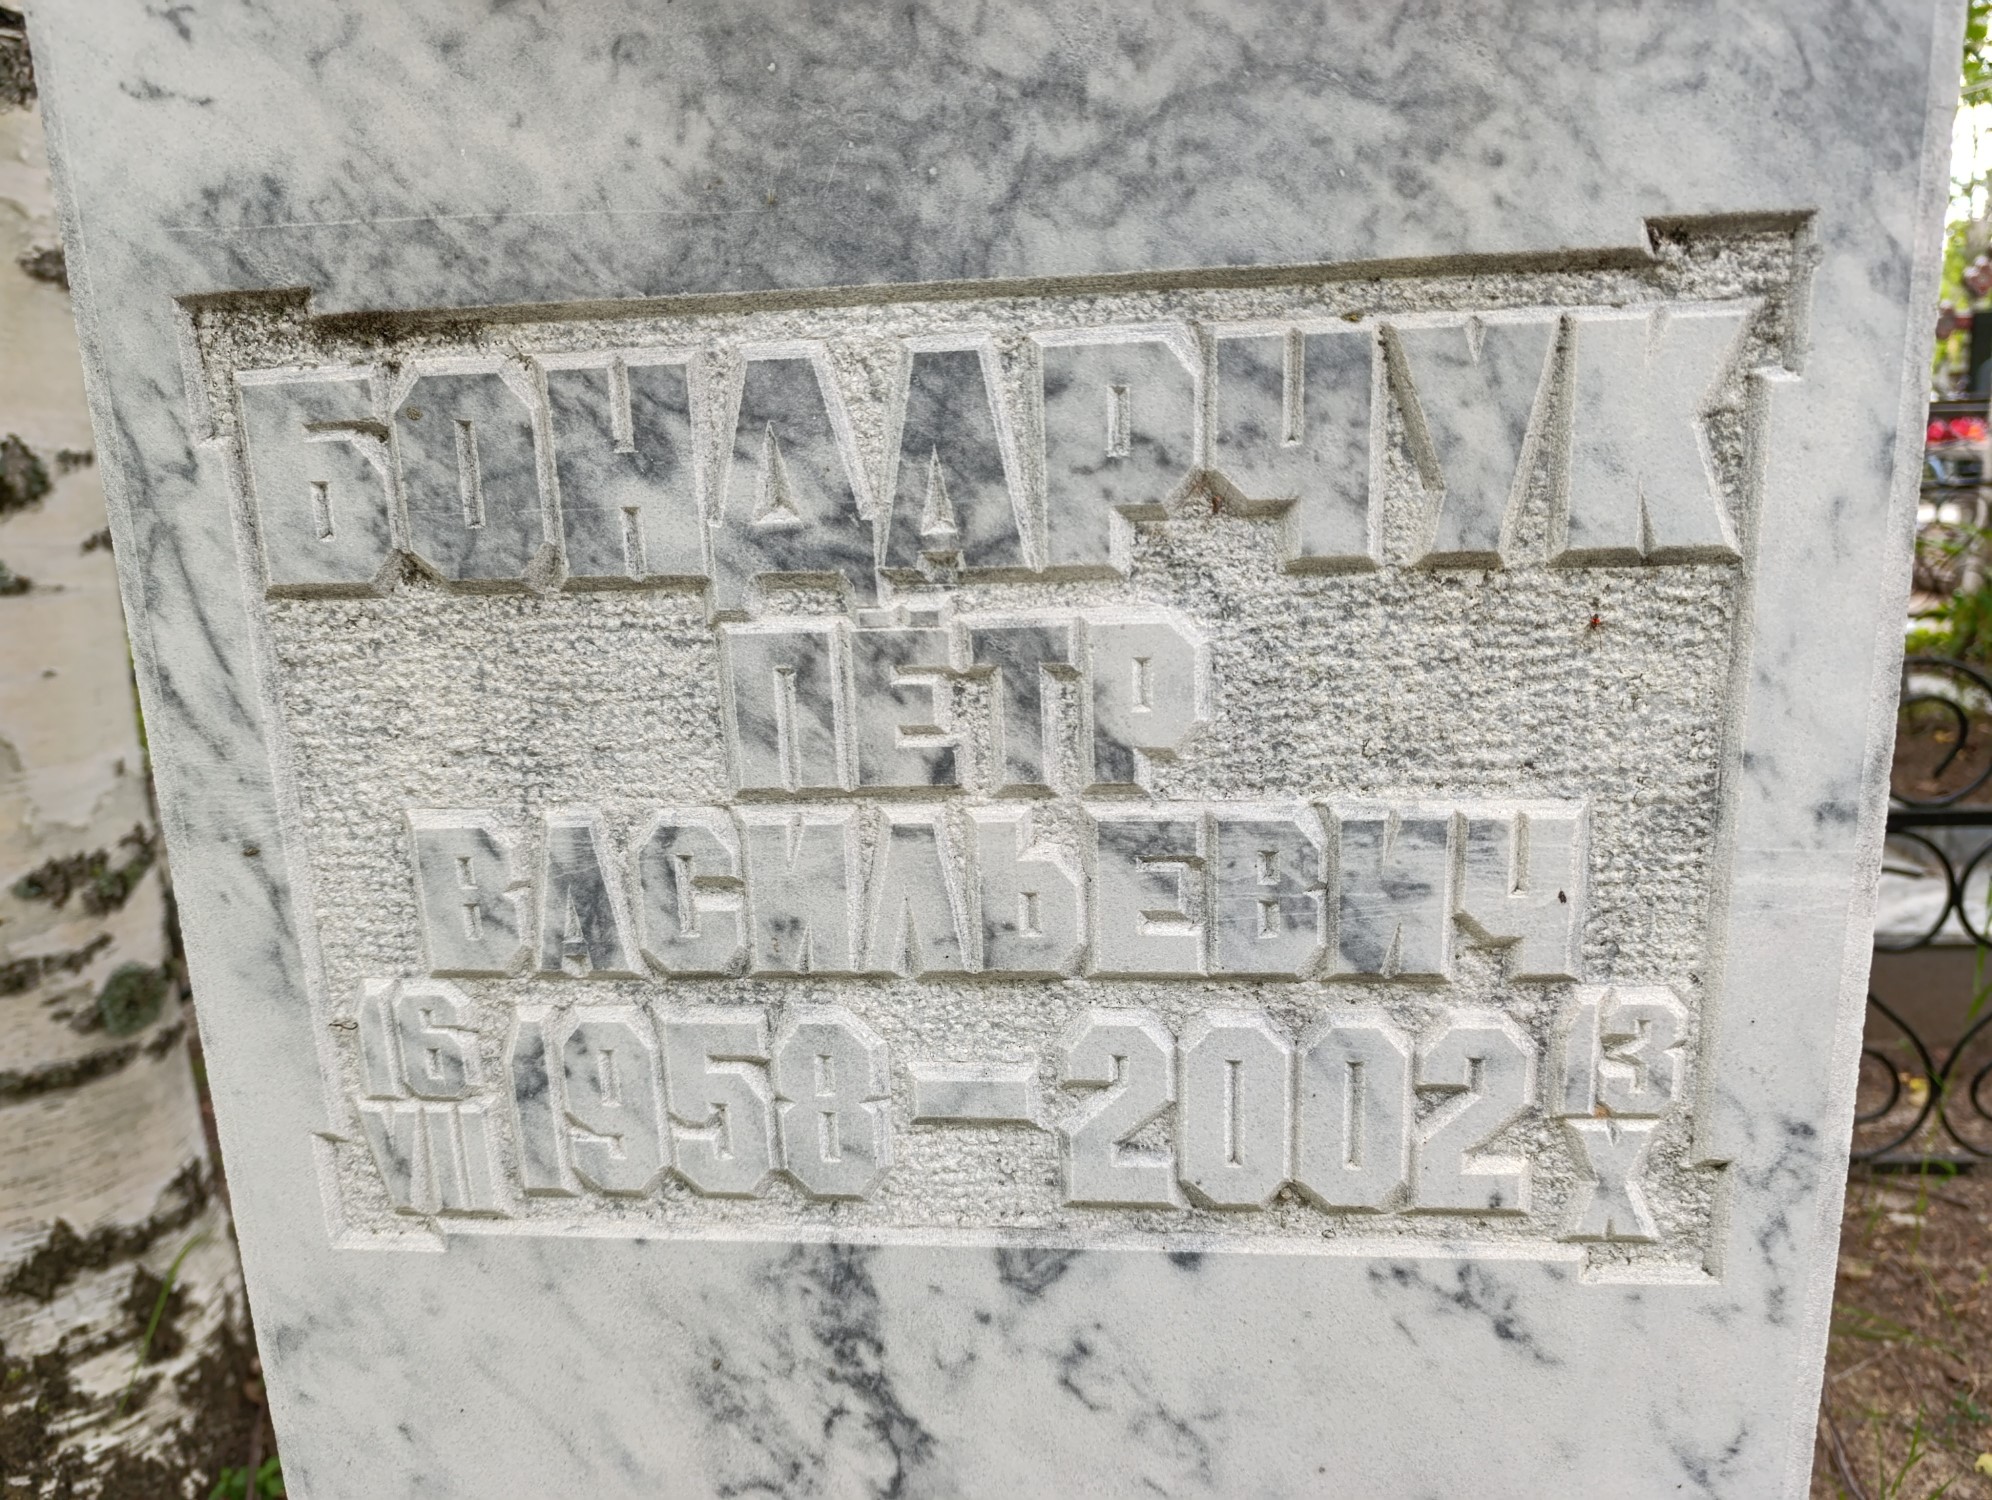 БОНДАРЧУК
ПЁТР
ВАСИЛЬЕВИЧ
16 VII 1958 — 2002 13 X